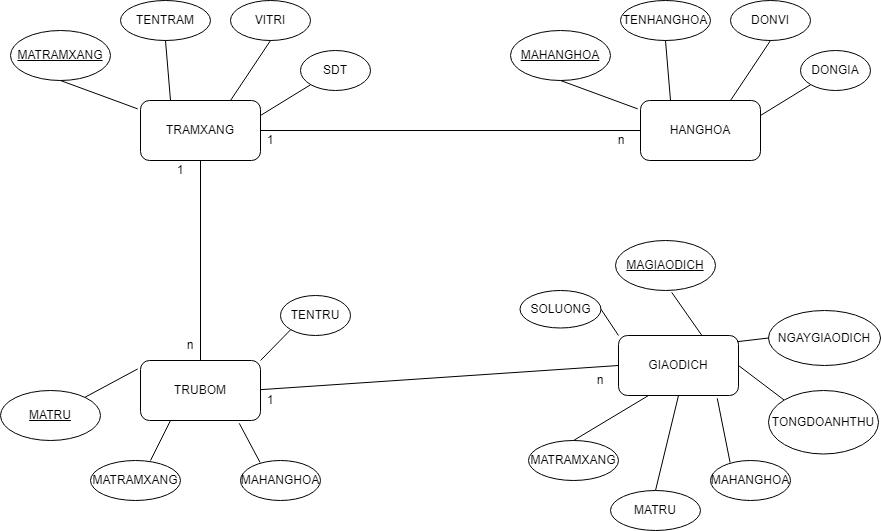 TENTRAM
VITRI
TENHANGHOA
DONVI
MATRAMXANG
SDT
MAHANGHOA
DONGIA
TRAMXANG
1
n
HANGHOA
1
MAGIAODICH
SOLUONG
TENTRU
NGAYGIAODICH
n
GIAODICH
n
TRUBOM
1
MATRU
TONGDOANHTHU
MATRAMXANG
MATRAMXANG
MAHANGHOA
MAHANGHOA
MATRU